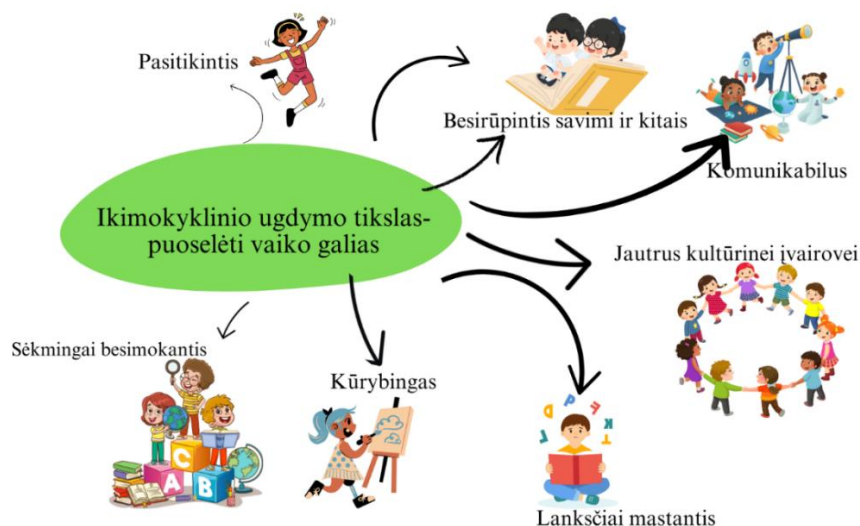 Pasitikintis
Besirūpintis savimi ir kitais
Komunikabilus
Ikimokyklinio ugdymo tikslas-
puoselėti vaiko galias
Jautrus kultūrinei įvairovei
Sėkmingai besimokantis
Kūrybingas
Lanksčiai mastantis
C
A
B